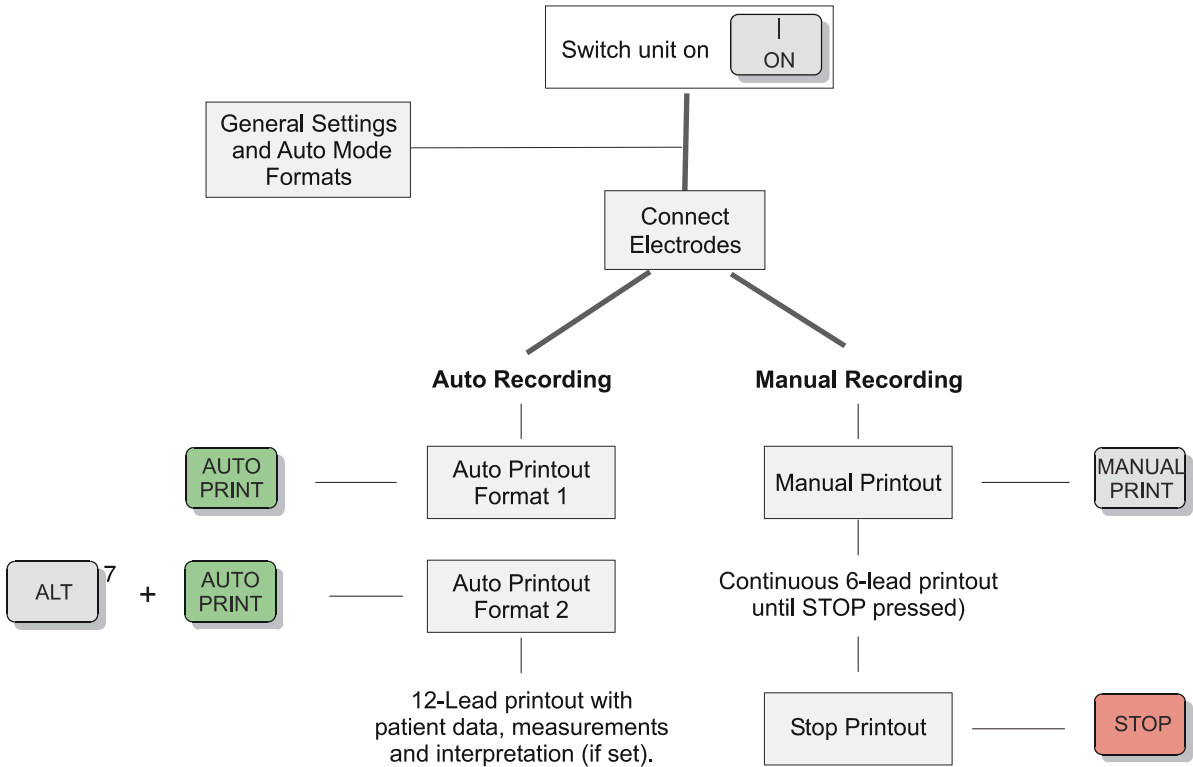 Switch unit on
|
ON
General Settings
and Auto Mode
Formats
Connect
Electrodes
Auto Recording
Manual Recording
AUTO
PRINT
Auto Printout
Format 1
Manual Printout
MANUAL
PRINT
ALT
7
+
AUTO
PRINT
Auto Printout
Format 2
Continuous 6-lead printout
until STOP pressed)
12-Lead printout with
patient data, measurements
and interpretation (if set).
Stop Printout
STOP